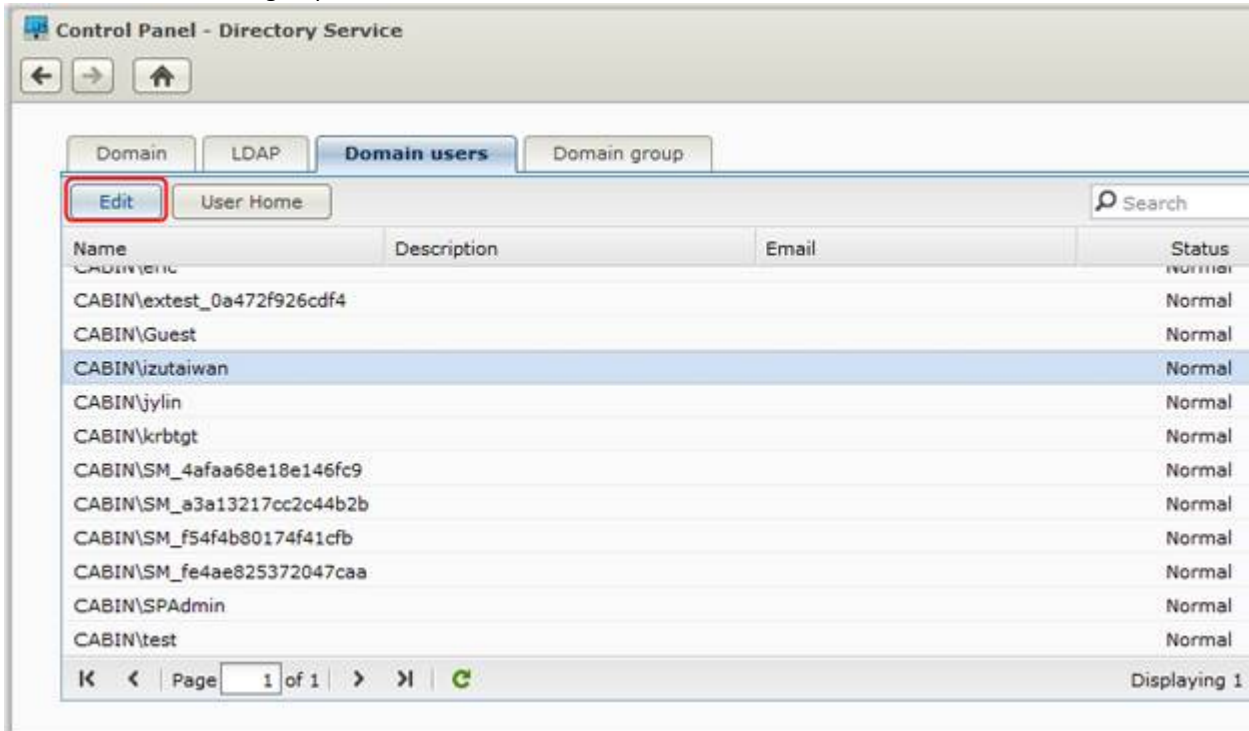 Control Panel - Directory Service
Domain LDAP Domain users Domain group
Edit User Home Search
Name Description Email Status
CABIN\eric Normal
CABIN\extest_0a472f926cdf4 Normal
CABIN\Guest Normal
CABIN\izutaiwan Normal
CABIN\jylin Normal
CABIN\krbtgt Normal
CABIN\SM_4afaa68e18e146fc9 Normal
CABIN\SM_a3a13217cc2c44b2b Normal
CABIN\SM_f54f4b80174f41cfb Normal
CABIN\SM_fe4ae825372047caa Normal
CABIN\SPAdmin Normal
CABIN\test Normal
Page 1 of 1 Displaying 1